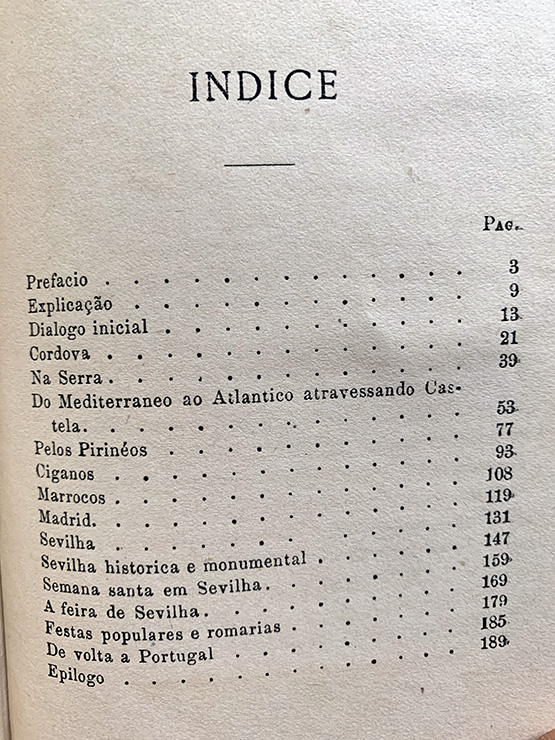 INDICE
PAG.
Prefacio . . . . . . . . . . . . . 3
Explicação . . . . . . . . . . . . 9
Dialogo inicial . . . . . . . . . . . 13
Cordova . . . . . . . . . . . . . 21
Na Serra . . . . . . . . . . . . . 39
Do Mediterraneo ao Atlantico atravessando Cas-
tela . . . . . . . . . . . . . 53
Pelos Pirinéos . . . . . . . . . . . 77
Ciganos . . . . . . . . . . . . . 93
Marrocos . . . . . . . . . . . . . 108
Madrid . . . . . . . . . . . . . 119
Sevilha . . . . . . . . . . . . . 131
Sevilha historica e monumental . . . . . 147
Semana santa em Sevilha . . . . . . . 159
A feira de Sevilha . . . . . . . . . . 169
Festas populares e romarias . . . . . . 179
De volta a Portugal . . . . . . . . . 185
Epilogo . . . . . . . . . . . . . 189